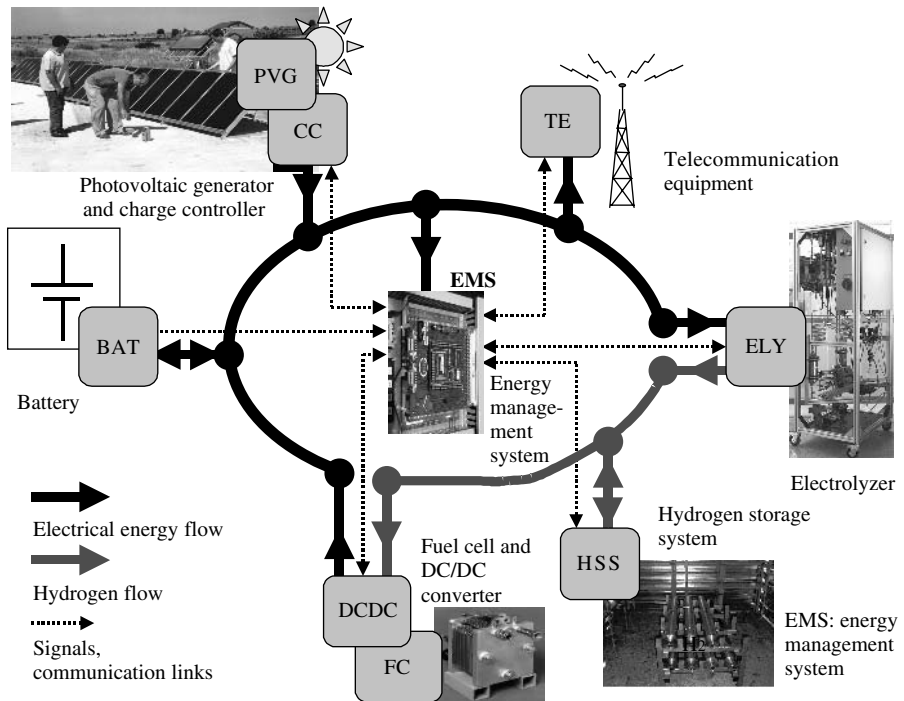 PVG
CC
TE
Photovoltaic generator
and charge controller
Telecommunication
equipment
EMS
BAT
ELY
Battery
Energy
manage-
ment
system
Electrolyzer
Electrical energy flow
Hydrogen flow
Signals,
communication links
Fuel cell and
DC/DC
converter
Hydrogen storage
system
HSS
DCDC
FC
H2
EMS: energy
management
system